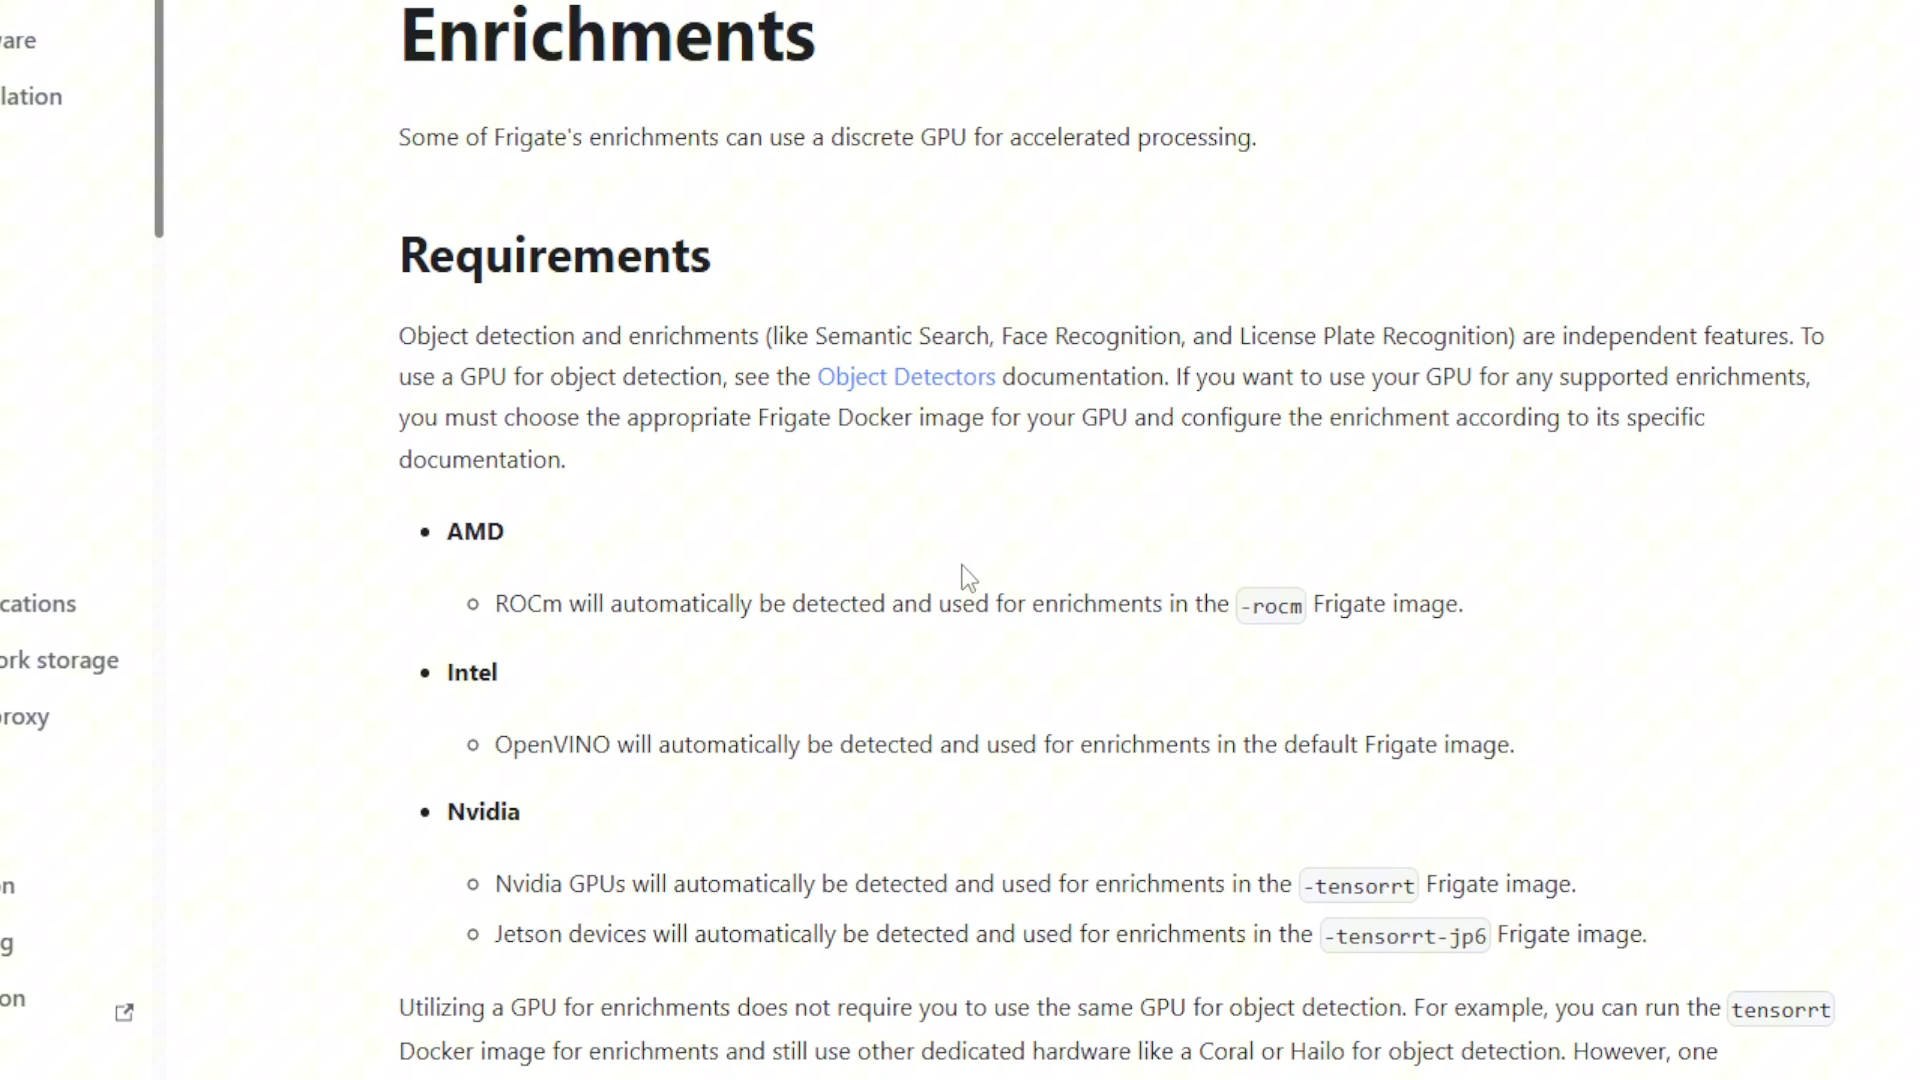 Enrichments
Some of Frigate's enrichments can use a discrete GPU for accelerated processing.
Requirements
Object detection and enrichments (like Semantic Search, Face Recognition, and License Plate Recognition) are independent features. To
use a GPU for object detection, see the Object Detectors documentation. If you want to use your GPU for any supported enrichments,
you must choose the appropriate Frigate Docker image for your GPU and configure the enrichment according to its specific
documentation.
AMD
ROCm will automatically be detected and used for enrichments in the -rocm Frigate image.
Intel
OpenVINO will automatically be detected and used for enrichments in the default Frigate image.
Nvidia
Nvidia GPUs will automatically be detected and used for enrichments in the -tensorrt Frigate image.
Jetson devices will automatically be detected and used for enrichments in the -tensorrt-jp6 Frigate image.
Utilizing a GPU for enrichments does not require you to use the same GPU for object detection. For example, you can run the tensorrt
Docker image for enrichments and still use other dedicated hardware like a Coral or Hailo for object detection. However, one
storage